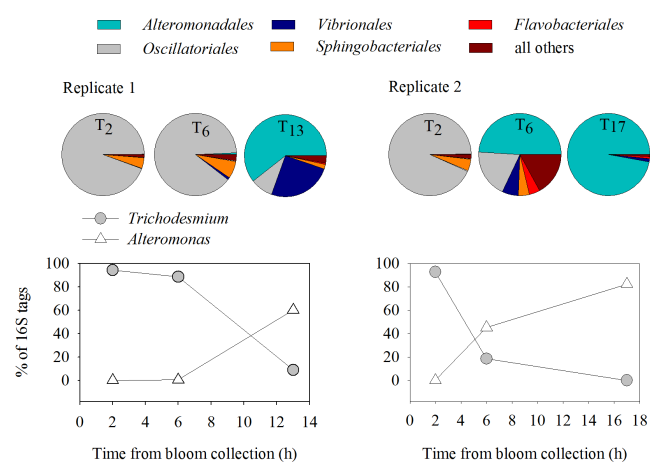 Alteromonadales Vibrionales Flavobacteriales
Oscillatoriales Sphingobacteriales all others
Replicate 1 Replicate 2
T2 T6 T13 T2 T6 T17
Trichodesmium
Alteromonas
100 100
80 80
60 60
40 40
20 20
0 0
% of 16S tags
0 2 4 6 8 10 12 14 0 2 4 6 8 10 12 14 16 18
Time from bloom collection (h) Time from bloom collection (h)